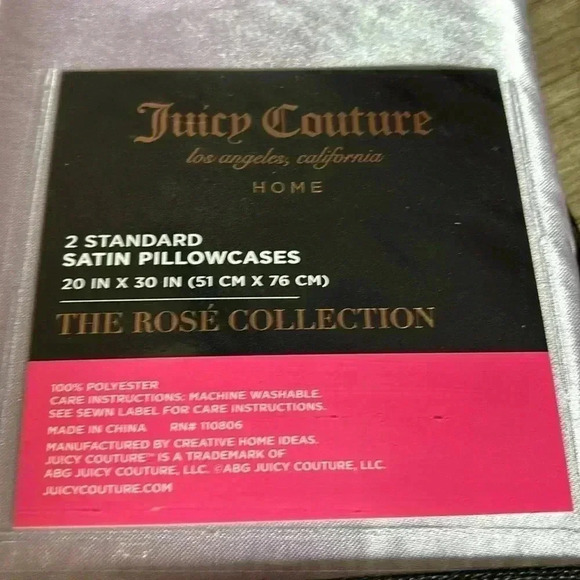 Juicy Couture
los angeles, california
HOME
2 STANDARD
SATIN PILLOWCASES
20 IN X 30 IN (51 CM X 76 CM)
THE ROSÉ COLLECTION
100% POLYESTER
CARE INSTRUCTIONS: MACHINE WASHABLE.
SEE SEWN LABEL FOR CARE INSTRUCTIONS.
MADE IN CHINA RN# 110806
MANUFACTURED BY CREATIVE HOME IDEAS.
JUICY COUTURE™ IS A TRADEMARK OF
ABG JUICY COUTURE, LLC. ©ABG JUICY COUTURE, LLC.
JUICYCOUTURE.COM